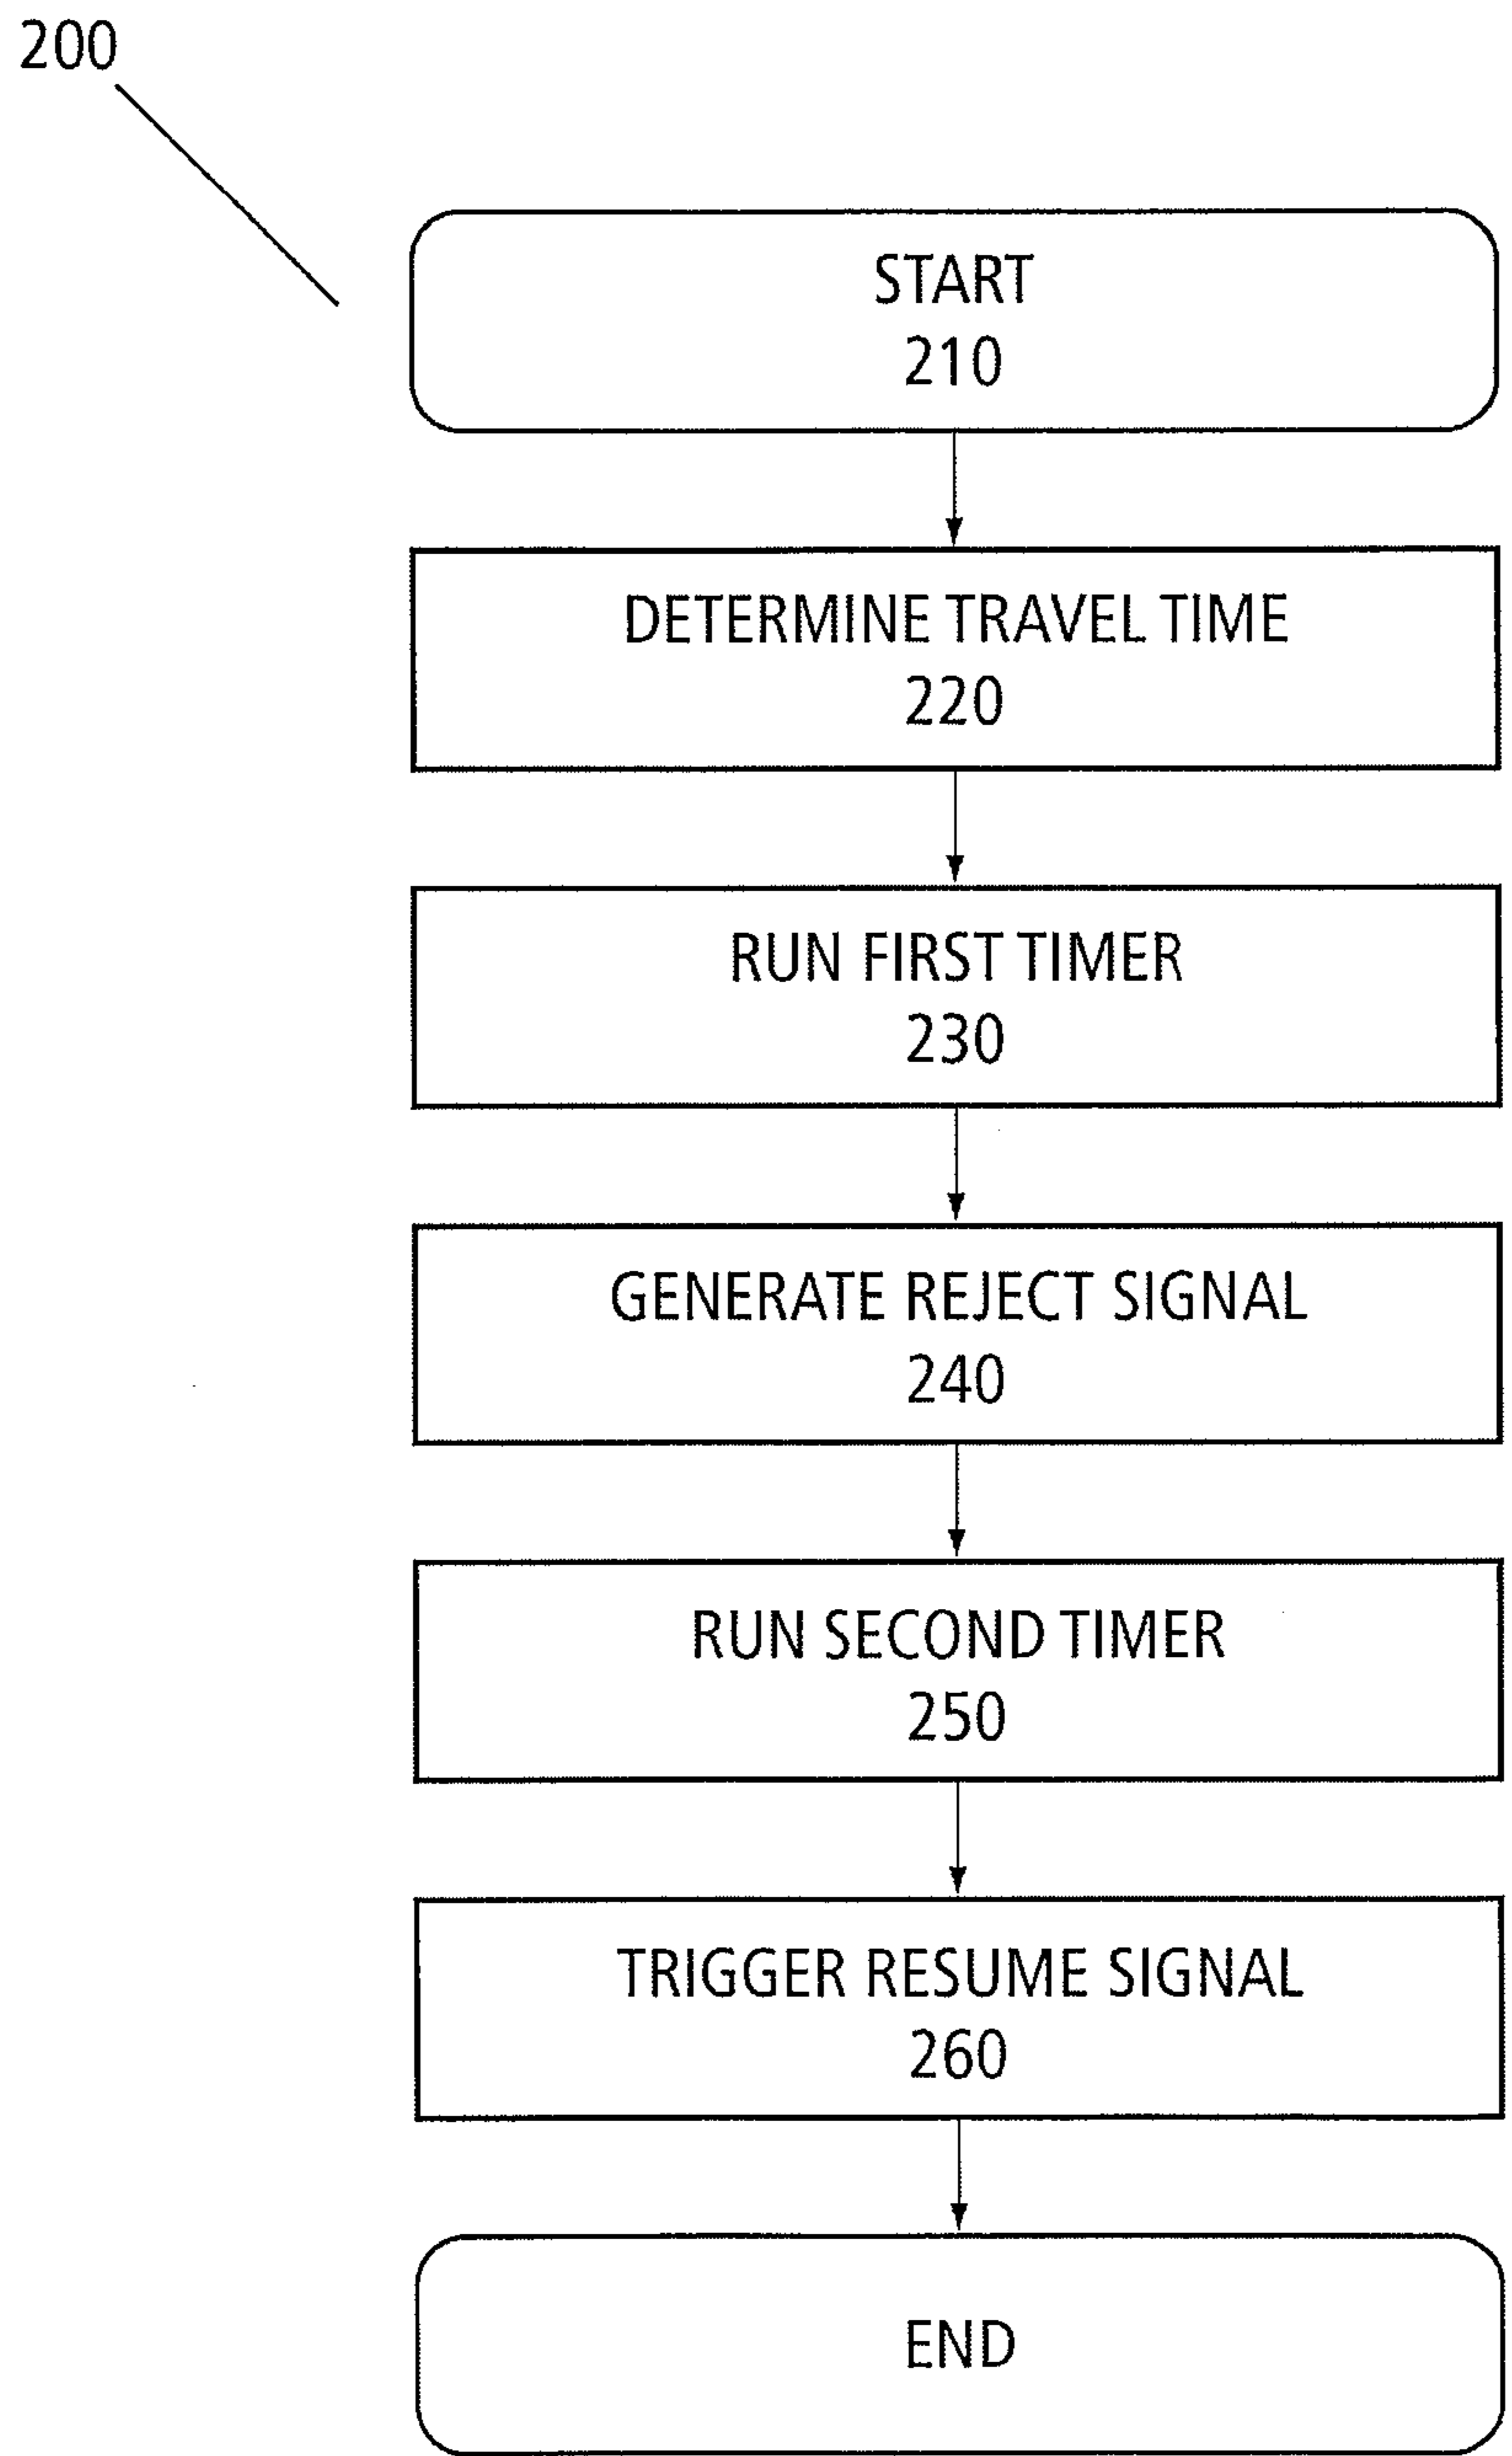 200
START
210
DETERMINE TRAVEL TIME
220
RUN FIRST TIMER
230
GENERATE REJECT SIGNAL
240
RUN SECOND TIMER
250
TRIGGER RESUME SIGNAL
260
END